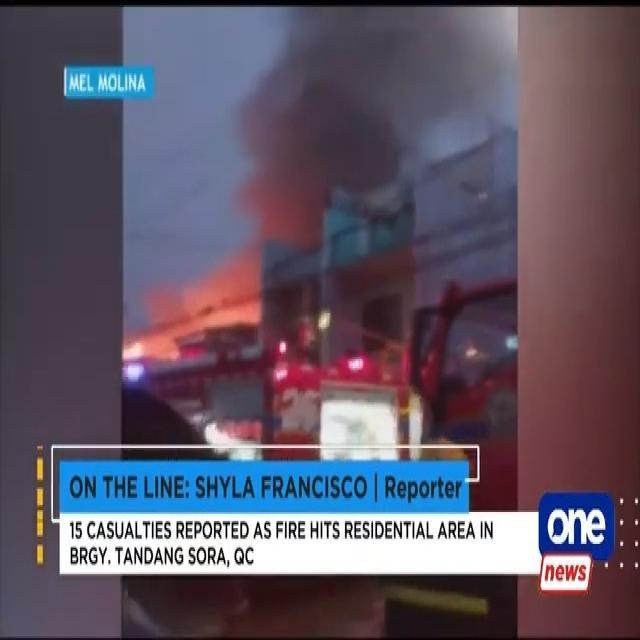 MEL MOLINA
ON THE LINE: SHYLA FRANCISCO | Reporter
15 CASUALTIES REPORTED AS FIRE HITS RESIDENTIAL AREA IN
BRGY. TANDANG SORA, QC
one
news